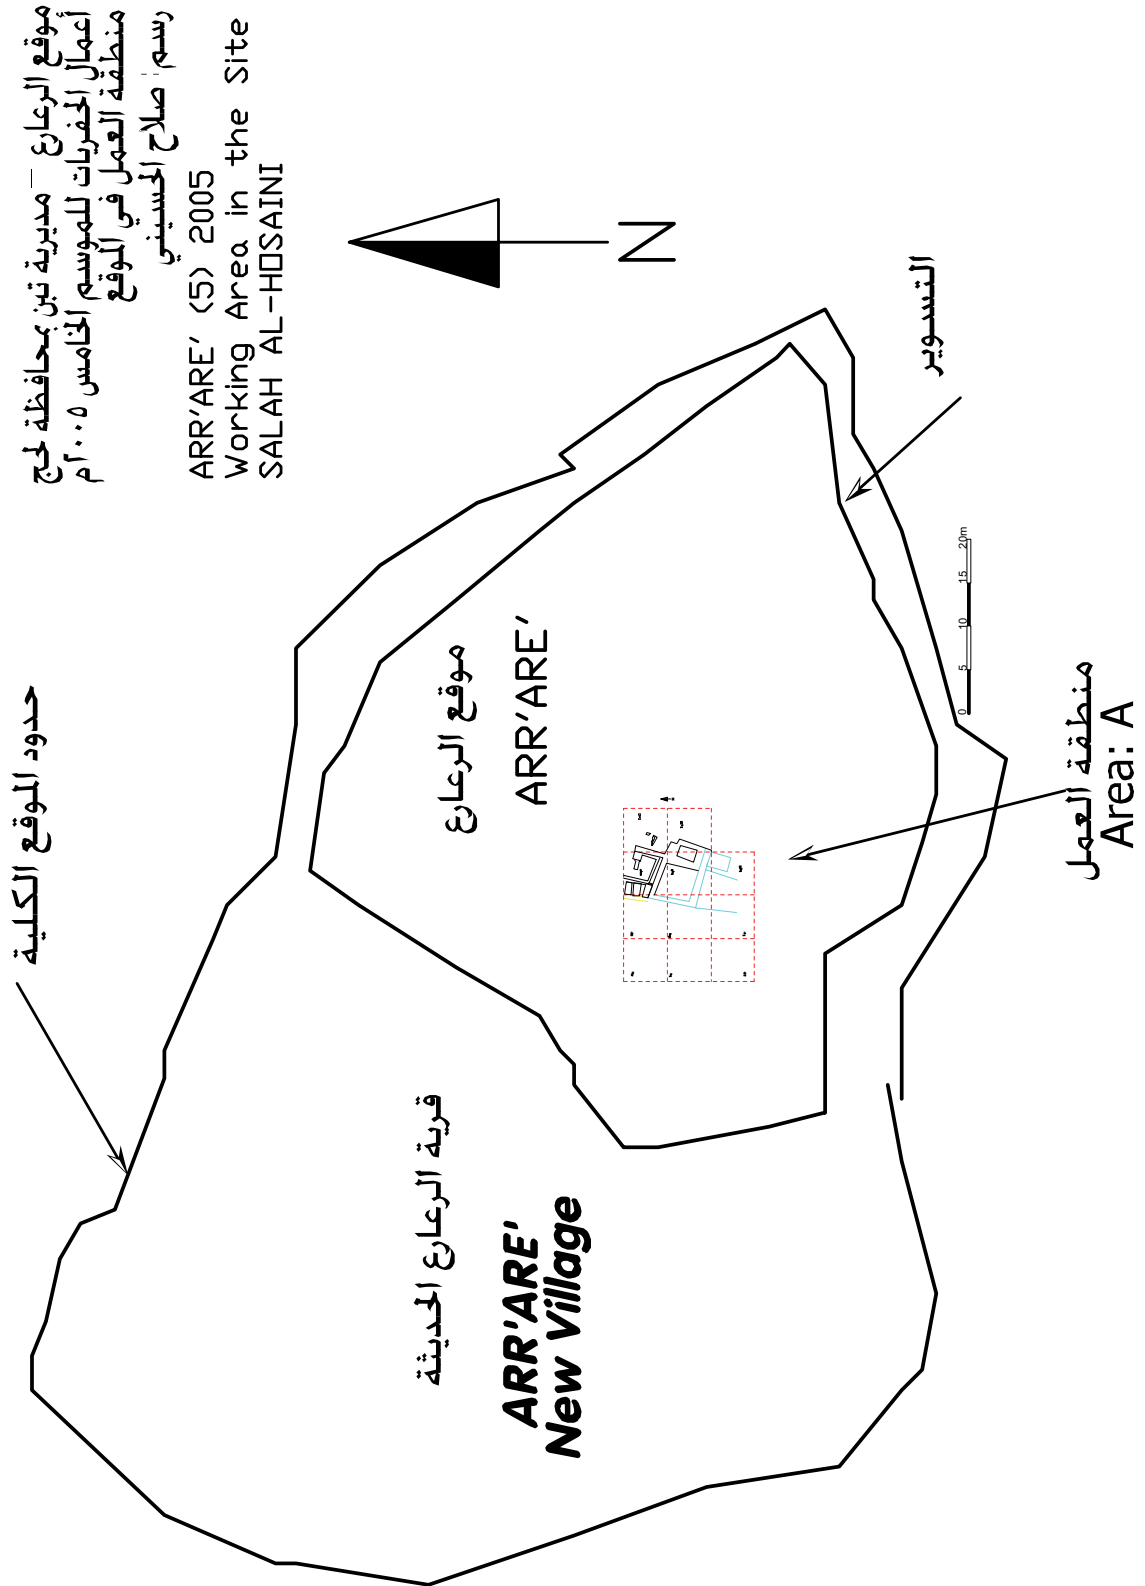 موقع الرعارع – مديرية تبن بمحافظة لحج
أعمال الحفريات للموسم الخامس ٢٠٠٥م
منطقة العمل في الموقع
رسم: صلاح الحسيني
ARR'ARE' (5) 2005
Working Area in the Site
SALAH AL-HOSAINI
N
التسوير
حدود الموقع الكلية
موقع الرعارع
ARR'ARE'
0 5 10 15 20m
منطقة العمل
Area: A
قرية الرعارع الحديثة
ARR'ARE'
New Village